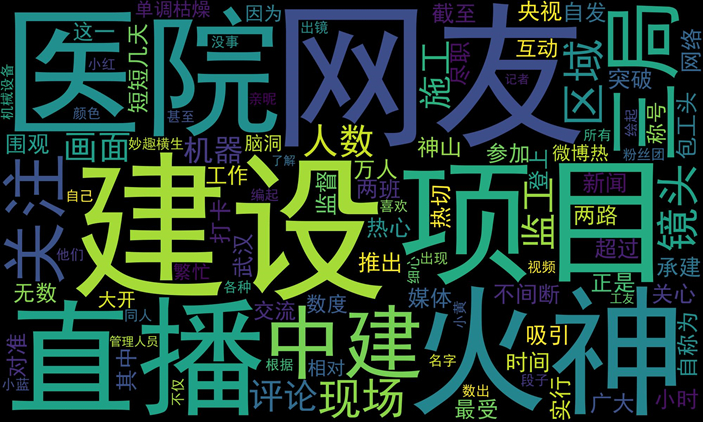 医院
网友
工局
单调枯燥
因为
截至
央视
自发
这一
短短几天
没事
出镜
尽职
互动
区域
网络
机械设备
小红
颜色
甚至
亲昵
记者
施工
突破
称号
包工头
围观
画面
妙趣横生
机器
脑洞
人数
神山
参加
登上
微博热
所有
绘起
粉丝团
了解
万人
关注
建设
项目
自己
工作
打卡
监督
编起
两班
喜欢
热切
监工
新闻
两路
镜头
他们
繁忙
武汉
热心
细心
出现
视频
超过
无数
大开
各种
推出
媒体
不间断
正是
工友
承建
关心
直播
中建
火神
对准
小蓝
其中
同人
管理人员
交流
数度
小黄
吸引
自称为
不仅
评论
根据
相对
现场
名字
最受
时间
数出
段子
实行
广大
小时